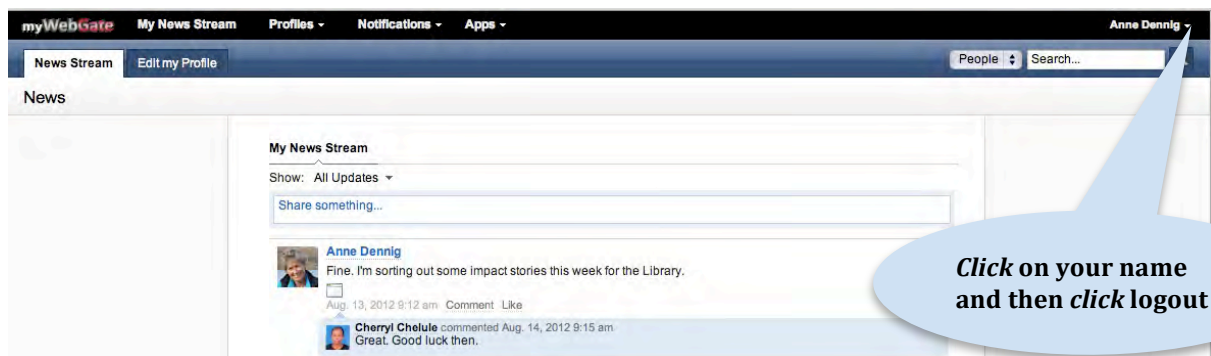 myWebGate My News Stream Profiles Notifications Apps Anne Dennig
News Stream Edit my Profile People Search...
News
My News Stream
Show: All Updates
Share something...
Anne Dennig
Fine. I'm sorting out some impact stories this week for the Library.
Aug. 13, 2012 9:12 am Comment Like
Cherryl Chelule commented Aug. 14, 2012 9:15 am
Great. Good luck then.
Click on your name
and then click logout